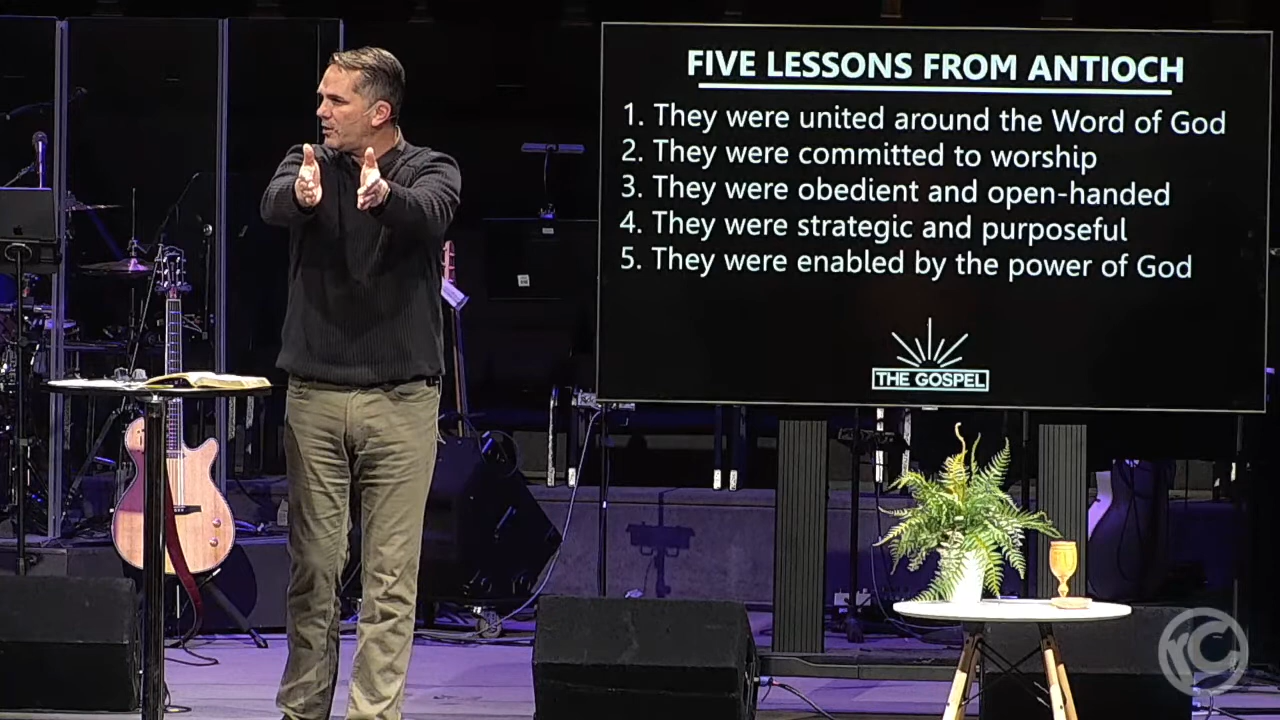 FIVE LESSONS FROM ANTIOCH
1. They were united around the Word of God
2. They were committed to worship
3. They were obedient and open-handed
4. They were strategic and purposeful
5. They were enabled by the power of God
THE GOSPEL
rc